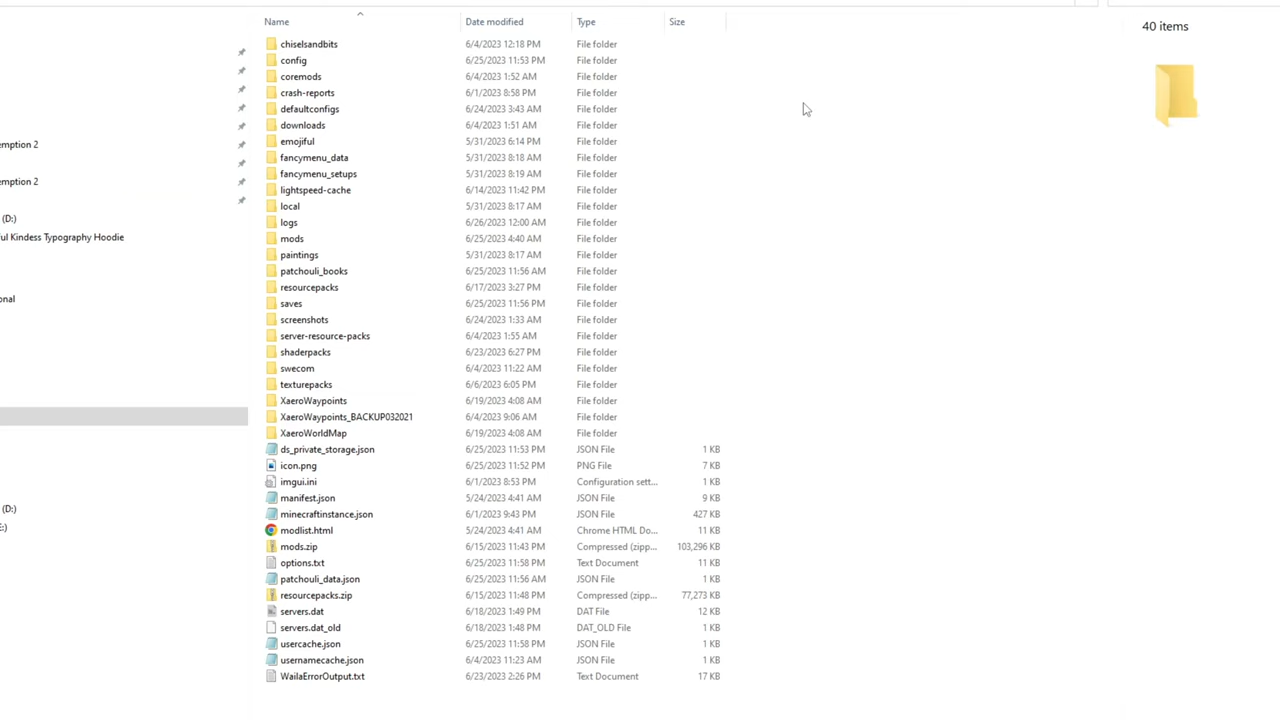 Name Date modified Type Size
40 items
chiselsandbits 6/4/2023 12:18 PM File folder
config 6/25/2023 11:53 PM File folder
coremods 6/4/2023 1:52 AM File folder
crash-reports 6/1/2023 8:58 PM File folder
defaultconfigs 6/24/2023 3:43 AM File folder
downloads 6/4/2023 1:51 AM File folder
emojiful 5/31/2023 6:14 PM File folder
emption 2
fancymenu_data 5/31/2023 8:18 AM File folder
fancymenu_setups 5/31/2023 8:19 AM File folder
emption 2
lightspeed-cache 6/14/2023 11:42 PM File folder
local 5/31/2023 8:17 AM File folder
(D:)
logs 6/26/2023 12:00 AM File folder
ful Kindess Typography Hoodie
mods 6/25/2023 4:40 AM File folder
paintings 5/31/2023 8:17 AM File folder
patchouli_books 6/25/2023 11:56 AM File folder
resourcepacks 6/17/2023 3:27 PM File folder
onal
saves 6/25/2023 11:56 PM File folder
screenshots 6/24/2023 1:33 AM File folder
server-resource-packs 6/4/2023 1:55 AM File folder
shaderpacks 6/23/2023 6:27 PM File folder
swecom 6/4/2023 11:22 AM File folder
texturepacks 6/6/2023 6:05 PM File folder
XaeroWaypoints 6/19/2023 4:08 AM File folder
XaeroWaypoints_BACKUP032021 6/4/2023 9:06 AM File folder
XaeroWorldMap 6/19/2023 4:08 AM File folder
ds_private_storage.json 6/25/2023 11:53 PM JSON File 1 KB
icon.png 6/25/2023 11:52 PM PNG File 7 KB
imgui.ini 6/1/2023 8:53 PM Configuration sett... 1 KB
manifest.json 5/24/2023 4:41 AM JSON File 9 KB
(D:)
minecraftinstance.json 6/1/2023 9:43 PM JSON File 427 KB
E:)
modlist.html 5/24/2023 4:41 AM Chrome HTML Do... 11 KB
mods.zip 6/15/2023 11:43 PM Compressed (zipp... 103,296 KB
options.txt 6/25/2023 11:58 PM Text Document 11 KB
patchouli_data.json 6/25/2023 11:56 AM JSON File 1 KB
resourcepacks.zip 6/15/2023 11:48 PM Compressed (zipp... 77,273 KB
servers.dat 6/18/2023 1:49 PM DAT File 12 KB
servers.dat_old 6/18/2023 1:48 PM DAT_OLD File 1 KB
usercache.json 6/25/2023 11:58 PM JSON File 1 KB
usernamecache.json 6/4/2023 11:23 AM JSON File 1 KB
WailaErrorOutput.txt 6/23/2023 2:26 PM Text Document 17 KB